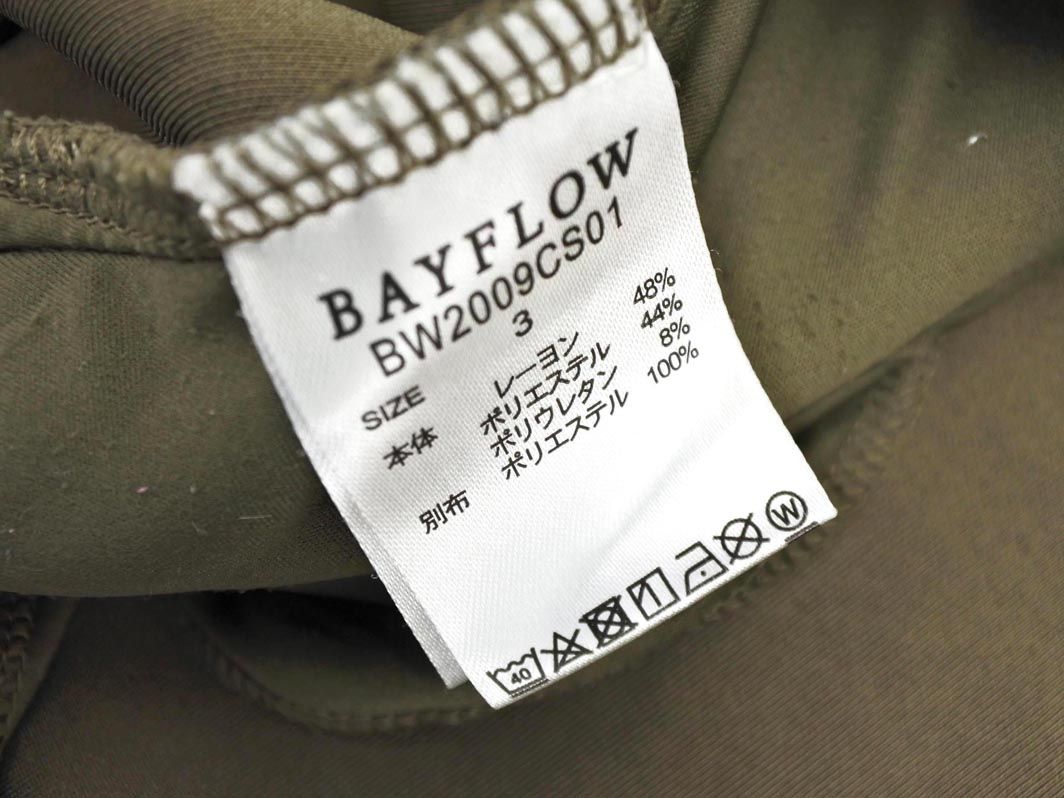 BAYFLOW
BW2009CS01
SIZE 3
本体 レーヨン 48%
ポリエステル 44%
ポリウレタン 8%
別布 ポリエステル 100%
40 W